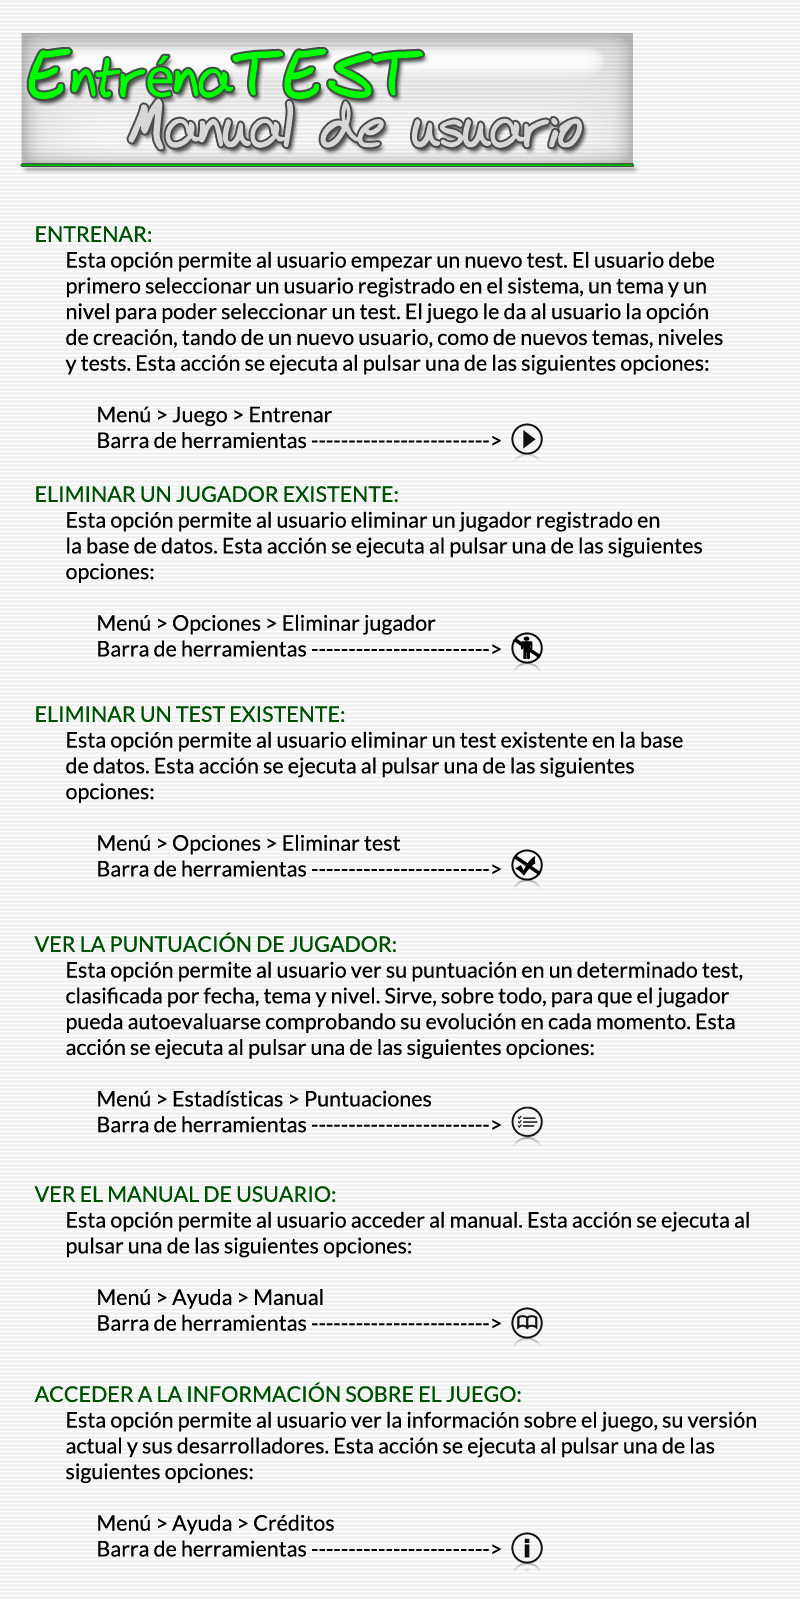 EntrénaTEST
Manual de usuario
ENTRENAR:
Esta opción permite al usuario empezar un nuevo test. El usuario debe
primero seleccionar un usuario registrado en el sistema, un tema y un
nivel para poder seleccionar un test. El juego le da al usuario la opción
de creación, tando de un nuevo usuario, como de nuevos temas, niveles
y tests. Esta acción se ejecuta al pulsar una de las siguientes opciones:
Menú > Juego > Entrenar
Barra de herramientas ------------------------>
ELIMINAR UN JUGADOR EXISTENTE:
Esta opción permite al usuario eliminar un jugador registrado en
la base de datos. Esta acción se ejecuta al pulsar una de las siguientes
opciones:
Menú > Opciones > Eliminar jugador
Barra de herramientas ------------------------>
ELIMINAR UN TEST EXISTENTE:
Esta opción permite al usuario eliminar un test existente en la base
de datos. Esta acción se ejecuta al pulsar una de las siguientes
opciones:
Menú > Opciones > Eliminar test
Barra de herramientas ------------------------>
VER LA PUNTUACIÓN DE JUGADOR:
Esta opción permite al usuario ver su puntuación en un determinado test,
clasificada por fecha, tema y nivel. Sirve, sobre todo, para que el jugador
pueda autoevaluarse comprobando su evolución en cada momento. Esta
acción se ejecuta al pulsar una de las siguientes opciones:
Menú > Estadísticas > Puntuaciones
Barra de herramientas ------------------------>
VER EL MANUAL DE USUARIO:
Esta opción permite al usuario acceder al manual. Esta acción se ejecuta al
pulsar una de las siguientes opciones:
Menú > Ayuda > Manual
Barra de herramientas ------------------------>
ACCEDER A LA INFORMACIÓN SOBRE EL JUEGO:
Esta opción permite al usuario ver la información sobre el juego, su versión
actual y sus desarrolladores. Esta acción se ejecuta al pulsar una de las
siguientes opciones:
Menú > Ayuda > Créditos
Barra de herramientas ------------------------>